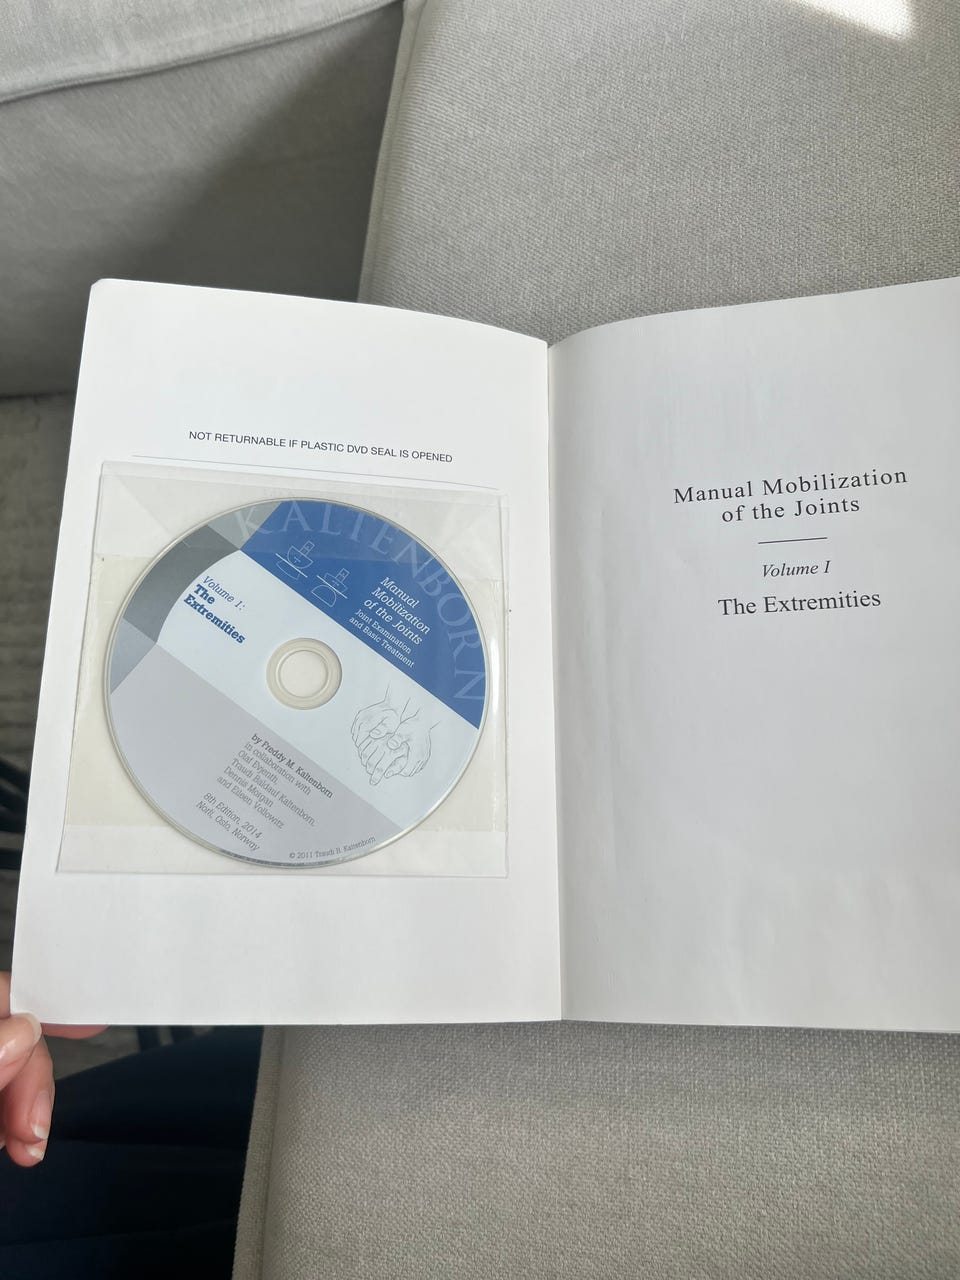 NOT RETURNABLE IF PLASTIC DVD SEAL IS OPENED
KALTENBORN
Volume 1:
The
Extremities
Manual
Mobilization
of the Joints
Joint Examination
and Basic Treatment
by Freddy M. Kaltenborn
in collaboration with
Olaf Evjenth,
Traudi Baldauf Kaltenborn,
Dennis Morgan
and Eileen Vollowitz
8th Edition, 2014
Norli, Oslo, Norway
© 2011 Traudi B. Kaltenborn
Manual Mobilization
of the Joints
Volume I
The Extremities